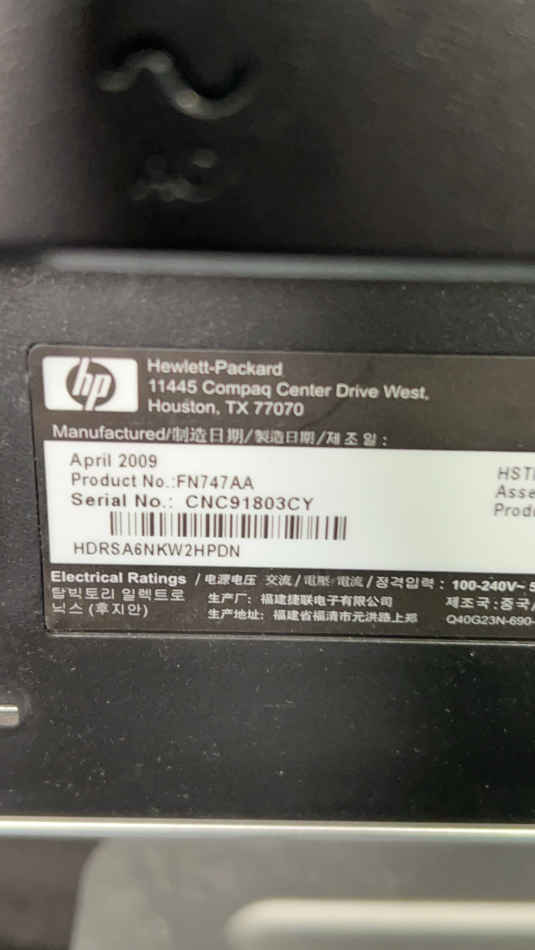 AC
hp
Hewlett-Packard
11445 Compaq Center Drive West,
Houston, TX 77070
Manufactured/制造日期/製造日期/제조일:
April 2009
Product No.:FN747AA
Serial No.: CNC91803CY
HDRSA6NKW2HPDN
HST
Asse
Produ
Electrical Ratings / 电源电压 交流 / 電壓 電流 / 정격입력 : 100-240V~ 5
탑빅토리 일렉트로
닉스 (후지안)
生产厂: 福建捷联电子有限公司
生产地址: 福建省福清市元洪路上郑
제조국:중국/
Q40G23N-690-